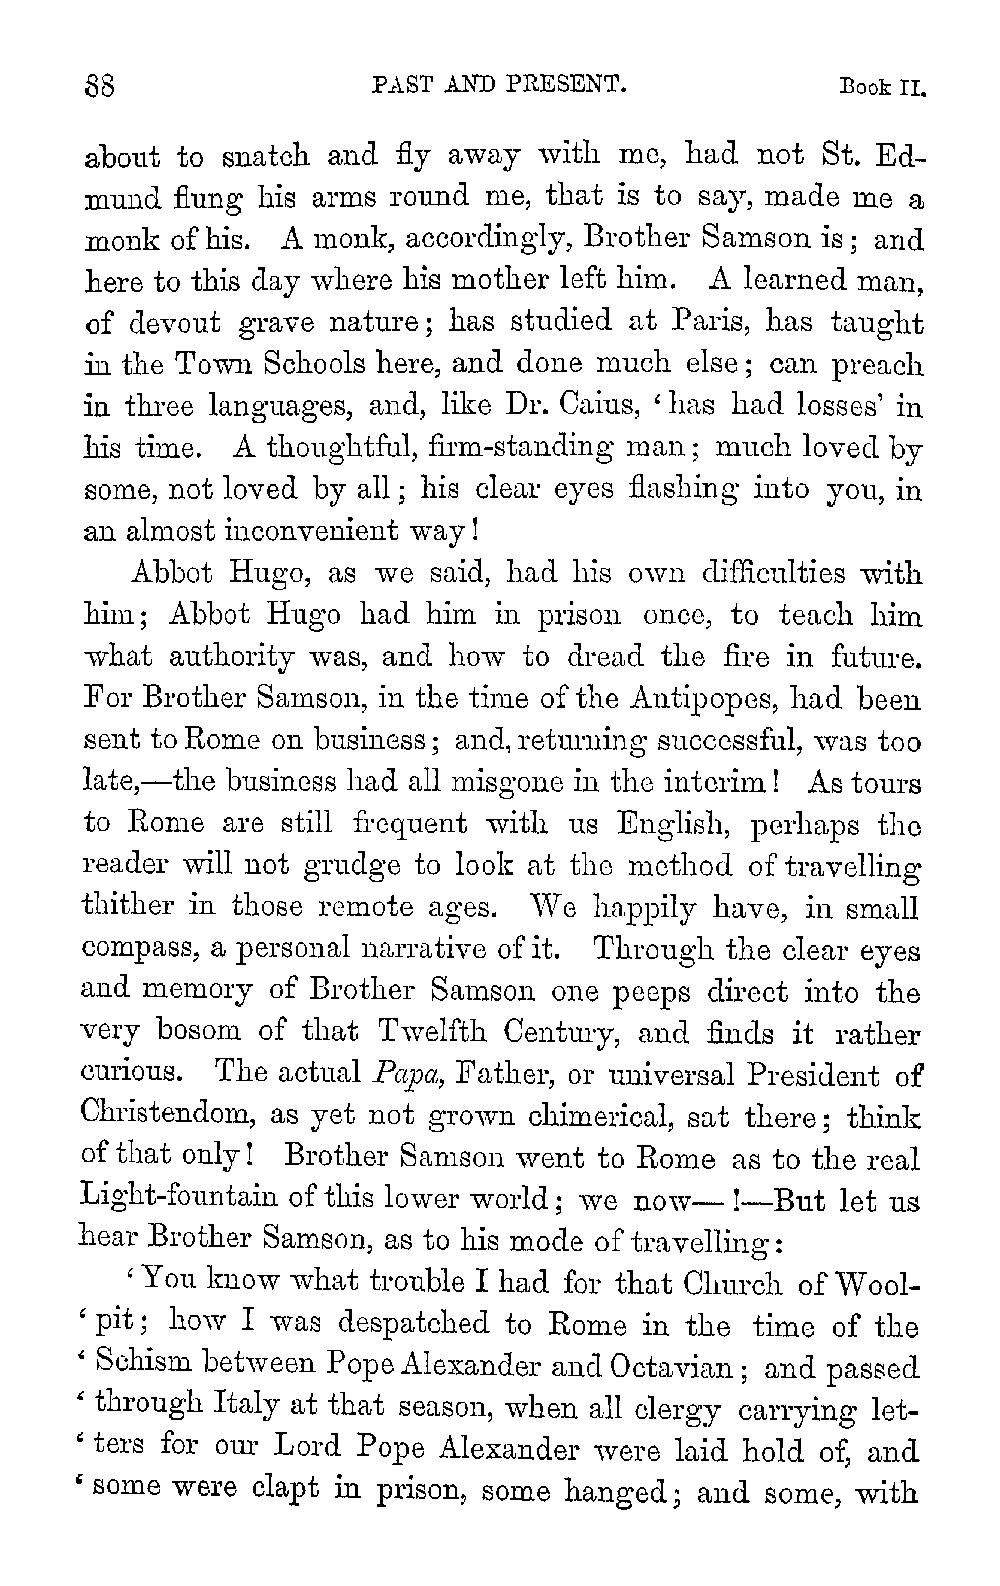 88 PAST AND PRESENT. Book II.
about to snatch and fly away with me, had not St. Ed-
mund flung his arms round me, that is to say, made me a
monk of his. A monk, accordingly, Brother Samson is; and
here to this day where his mother left him. A learned man,
of devout grave nature; has studied at Paris, has taught
in the Town Schools here, and done much else; can preach
in three languages, and, like Dr. Caius, ‘has had losses’ in
his time. A thoughtful, firm-standing man; much loved by
some, not loved by all; his clear eyes flashing into you, in
an almost inconvenient way!
Abbot Hugo, as we said, had his own difficulties with
him; Abbot Hugo had him in prison once, to teach him
what authority was, and how to dread the fire in future.
For Brother Samson, in the time of the Antipopes, had been
sent to Rome on business; and, returning successful, was too
late,—the business had all misgone in the interim! As tours
to Rome are still frequent with us English, perhaps the
reader will not grudge to look at the method of travelling
thither in those remote ages. We happily have, in small
compass, a personal narrative of it. Through the clear eyes
and memory of Brother Samson one peeps direct into the
very bosom of that Twelfth Century, and finds it rather
curious. The actual Papa, Father, or universal President of
Christendom, as yet not grown chimerical, sat there; think
of that only! Brother Samson went to Rome as to the real
Light-fountain of this lower world; we now— !—But let us
hear Brother Samson, as to his mode of travelling:
‘You know what trouble I had for that Church of Wool-
‘pit; how I was despatched to Rome in the time of the
‘Schism between Pope Alexander and Octavian; and passed
‘through Italy at that season, when all clergy carrying let-
‘ters for our Lord Pope Alexander were laid hold of, and
‘some were clapt in prison, some hanged; and some, with